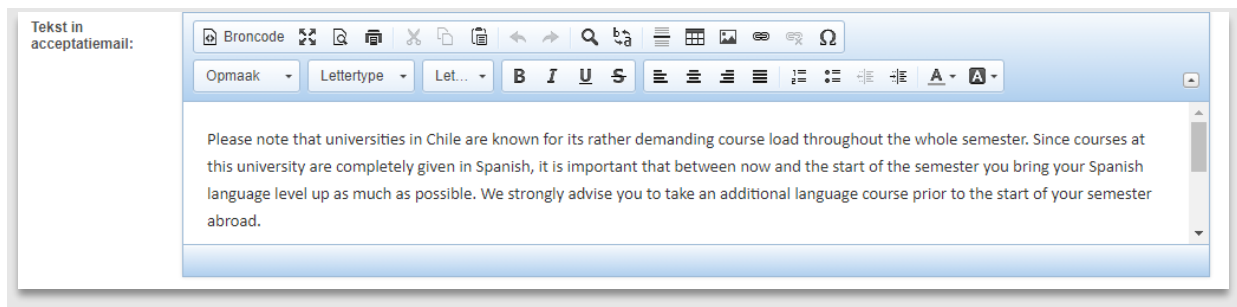 Tekst in
acceptatiemail:
Broncode
Opmaak
Lettertype
Let...
B I U S
A A
Please note that universities in Chile are known for its rather demanding course load throughout the whole semester. Since courses at
this university are completely given in Spanish, it is important that between now and the start of the semester you bring your Spanish
language level up as much as possible. We strongly advise you to take an additional language course prior to the start of your semester
abroad.